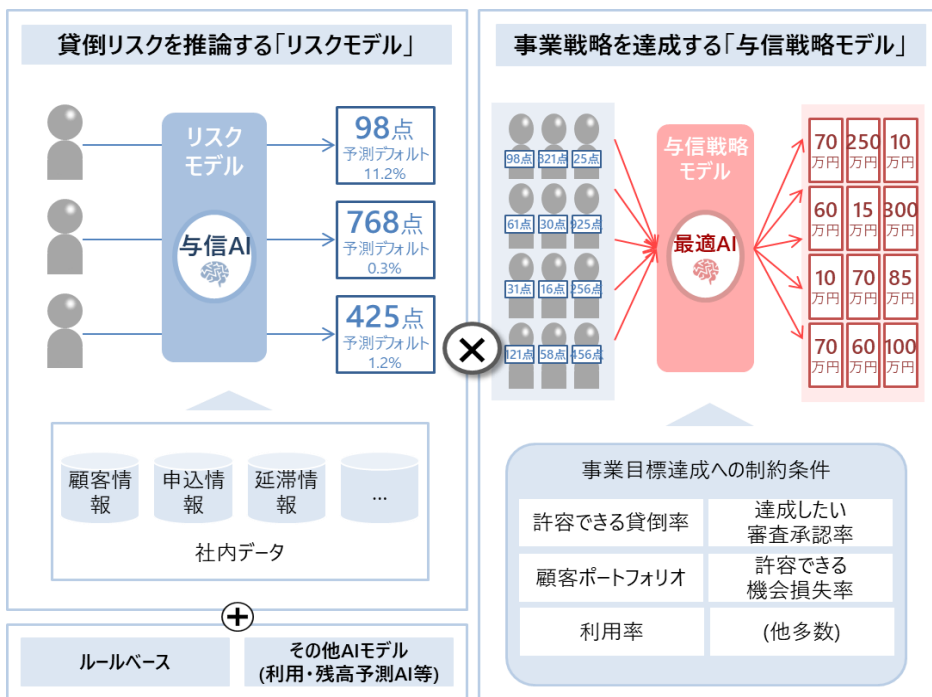 貸倒リスクを推論する「リスクモデル」
リスク
モデル
与信AI
98点
予測デフォルト
11.2%
768点
予測デフォルト
0.3%
425点
予測デフォルト
1.2%
顧客情
報
申込情
報
延滞情
報
...
社内データ
ルールベース
その他AIモデル
(利用・残高予測AI等)
事業戦略を達成する「与信戦略モデル」
98点 821点 25点
61点 30点 925点
31点 16点 256点
121点 58点 456点
与信戦略
モデル
最適AI
70 250 10
万円 万円 万円
60 15 300
万円 万円 万円
10 70 85
万円 万円 万円
70 60 100
万円 万円 万円
事業目標達成への制約条件
許容できる貸倒率
達成したい
審査承認率
顧客ポートフォリオ
許容できる
機会損失率
利用率
(他多数)